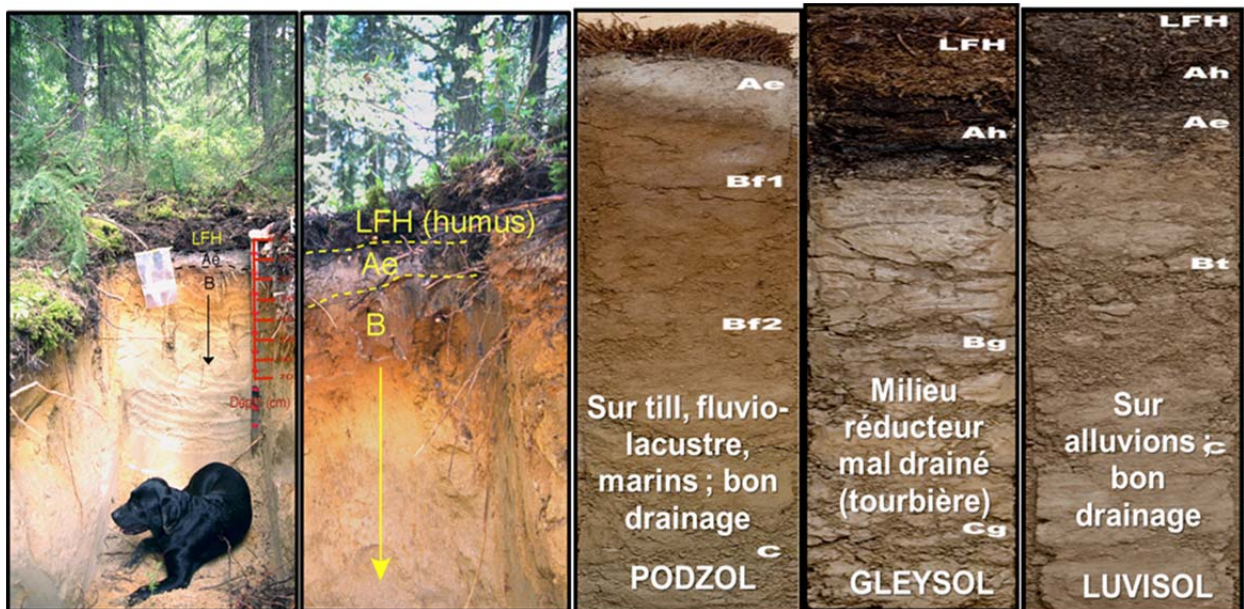 LFH
Ae
B
Dépth (cm)
LFH (humus)
Ae
B
Ae
Bf1
Bf2
Sur till, fluvio-
lacustre,
marins ; bon
drainage
C
PODZOL
LFH
Ah
Bg
Milieu
réducteur
mal drainé
(tourbière)
Cg
GLEYSOL
LFH
Ah
Ae
Bt
Sur
alluvions ;
C
bon
drainage
LUVISOL